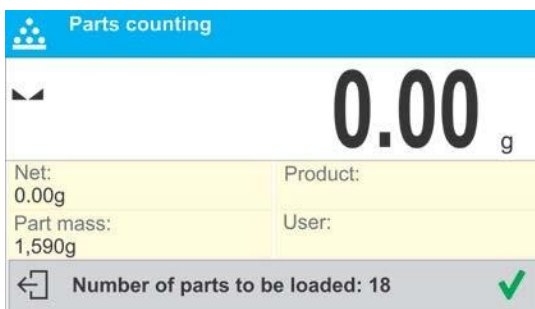 Parts counting
0.00 g
Net:
0.00g
Product:
Part mass:
1,590g
User:
Number of parts to be loaded: 18